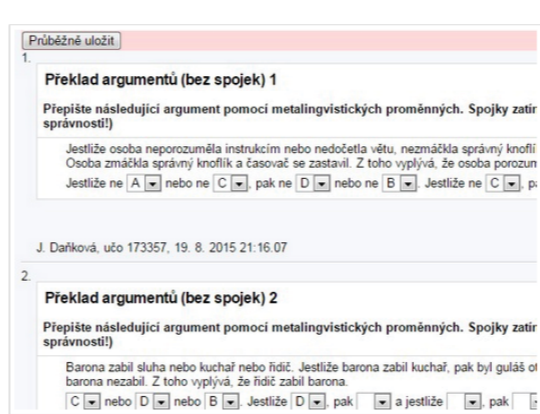 Průběžně uložit
1.
Překlad argumentů (bez spojek) 1
Přepište následující argument pomocí metalingvistických proměnných. Spojky zatír
správnosti!)
Jestliže osoba neporozuměla instrukcím nebo nedočetla větu, nezmáčkla správný knoflí
Osoba zmáčkla správný knoflík a časovač se zastavil. Z toho vyplývá, že osoba porozum
Jestliže ne A nebo ne C, pak ne D nebo ne B. Jestliže ne C, p
J. Daňková, učo 173357, 19. 8. 2015 21:16.07
2.
Překlad argumentů (bez spojek) 2
Přepište následující argument pomocí metalingvistických proměnných. Spojky zatír
správnosti!)
Barona zabil sluha nebo kuchař nebo řidič. Jestliže barona zabil kuchař, pak byl guláš ot
barona nezabil. Z toho vyplývá, že řidič zabil barona.
C nebo D nebo B. Jestliže D, pak a jestliže , pak